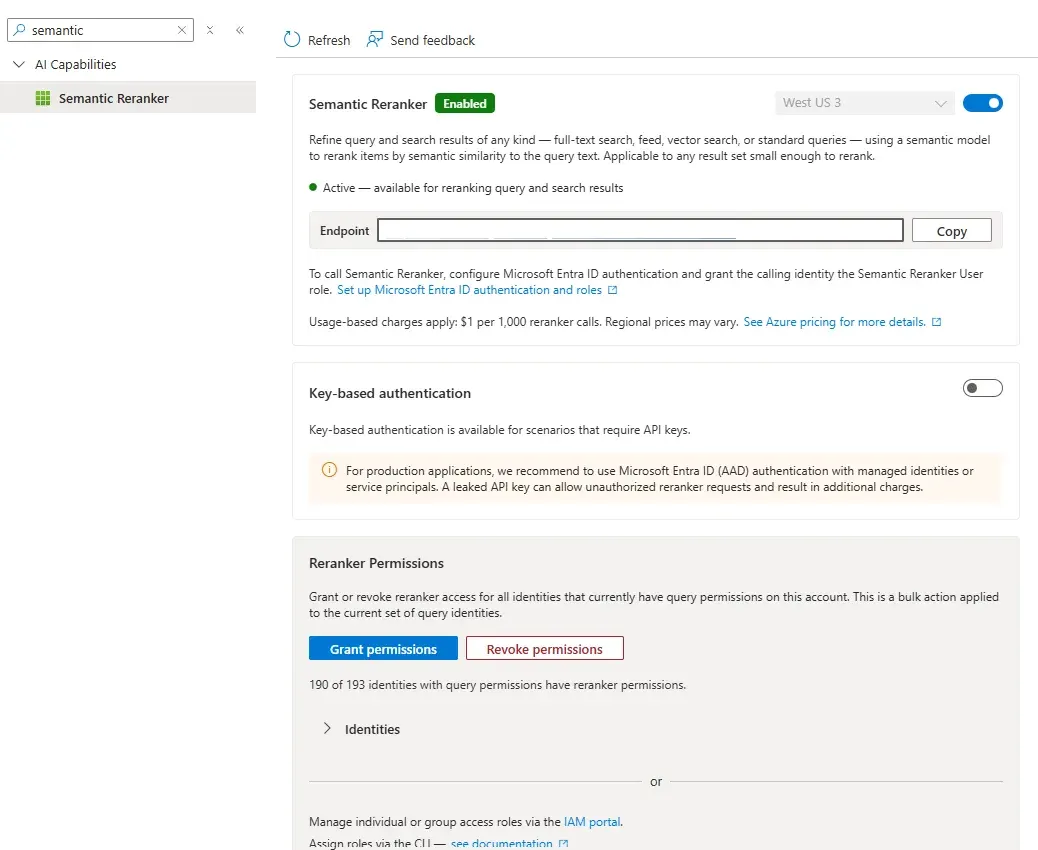 semantic
AI Capabilities
Semantic Reranker
Refresh
Send feedback
Semantic Reranker Enabled
West US 3
Refine query and search results of any kind — full-text search, feed, vector search, or standard queries — using a semantic model
to rerank items by semantic similarity to the query text. Applicable to any result set small enough to rerank.
Active — available for reranking query and search results
Endpoint
Copy
To call Semantic Reranker, configure Microsoft Entra ID authentication and grant the calling identity the Semantic Reranker User
role. Set up Microsoft Entra ID authentication and roles
Usage-based charges apply: $1 per 1,000 reranker calls. Regional prices may vary. See Azure pricing for more details.
Key-based authentication
Key-based authentication is available for scenarios that require API keys.
For production applications, we recommend to use Microsoft Entra ID (AAD) authentication with managed identities or
service principals. A leaked API key can allow unauthorized reranker requests and result in additional charges.
Reranker Permissions
Grant or revoke reranker access for all identities that currently have query permissions on this account. This is a bulk action applied
to the current set of query identities.
Grant permissions
Revoke permissions
190 of 193 identities with query permissions have reranker permissions.
Identities
or
Manage individual or group access roles via the IAM portal.
Assign roles via the CLI — see documentation